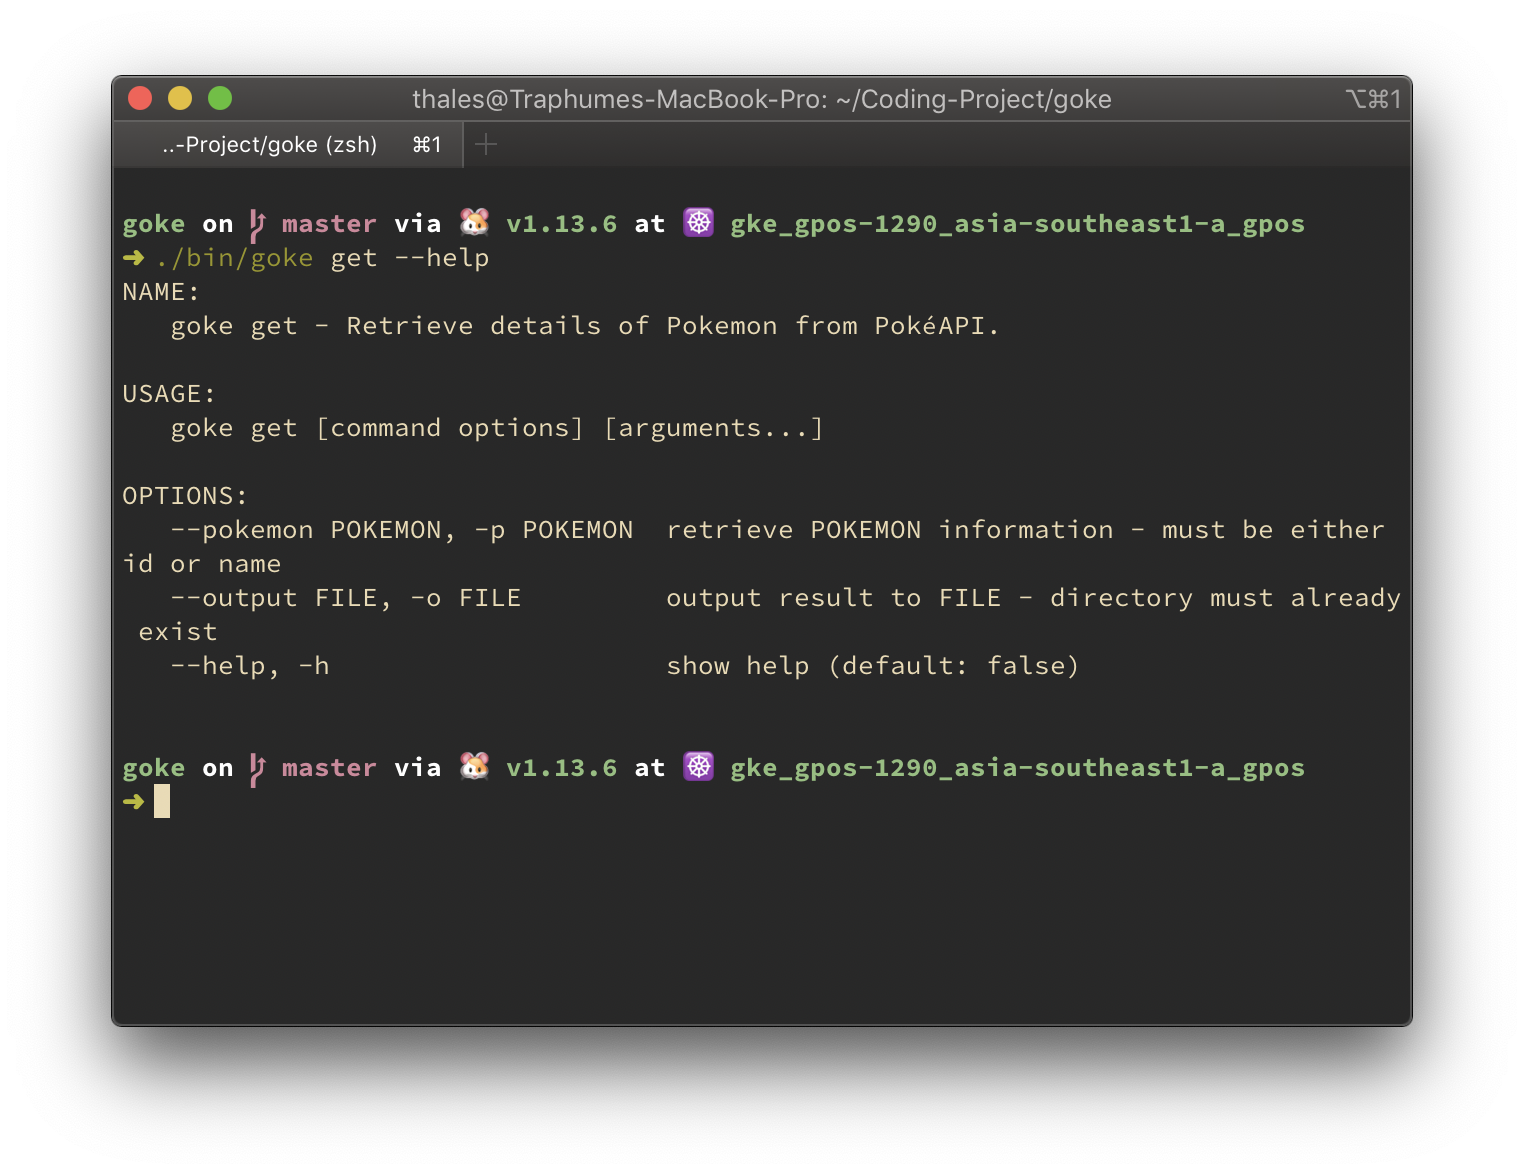 thales@Traphumes-MacBook-Pro: ~/Coding-Project/goke ⌥⌘1
..-Project/goke (zsh) ⌘1
goke on master via 🐹 v1.13.6 at ☸️ gke_gpos-1290_asia-southeast1-a_gpos
➜ ./bin/goke get --help
NAME:
   goke get - Retrieve details of Pokemon from PokéAPI.
USAGE:
   goke get [command options] [arguments...]
OPTIONS:
   --pokemon POKEMON, -p POKEMON  retrieve POKEMON information - must be either
id or name
   --output FILE, -o FILE         output result to FILE - directory must already
 exist
   --help, -h                     show help (default: false)
goke on master via 🐹 v1.13.6 at ☸️ gke_gpos-1290_asia-southeast1-a_gpos
➜